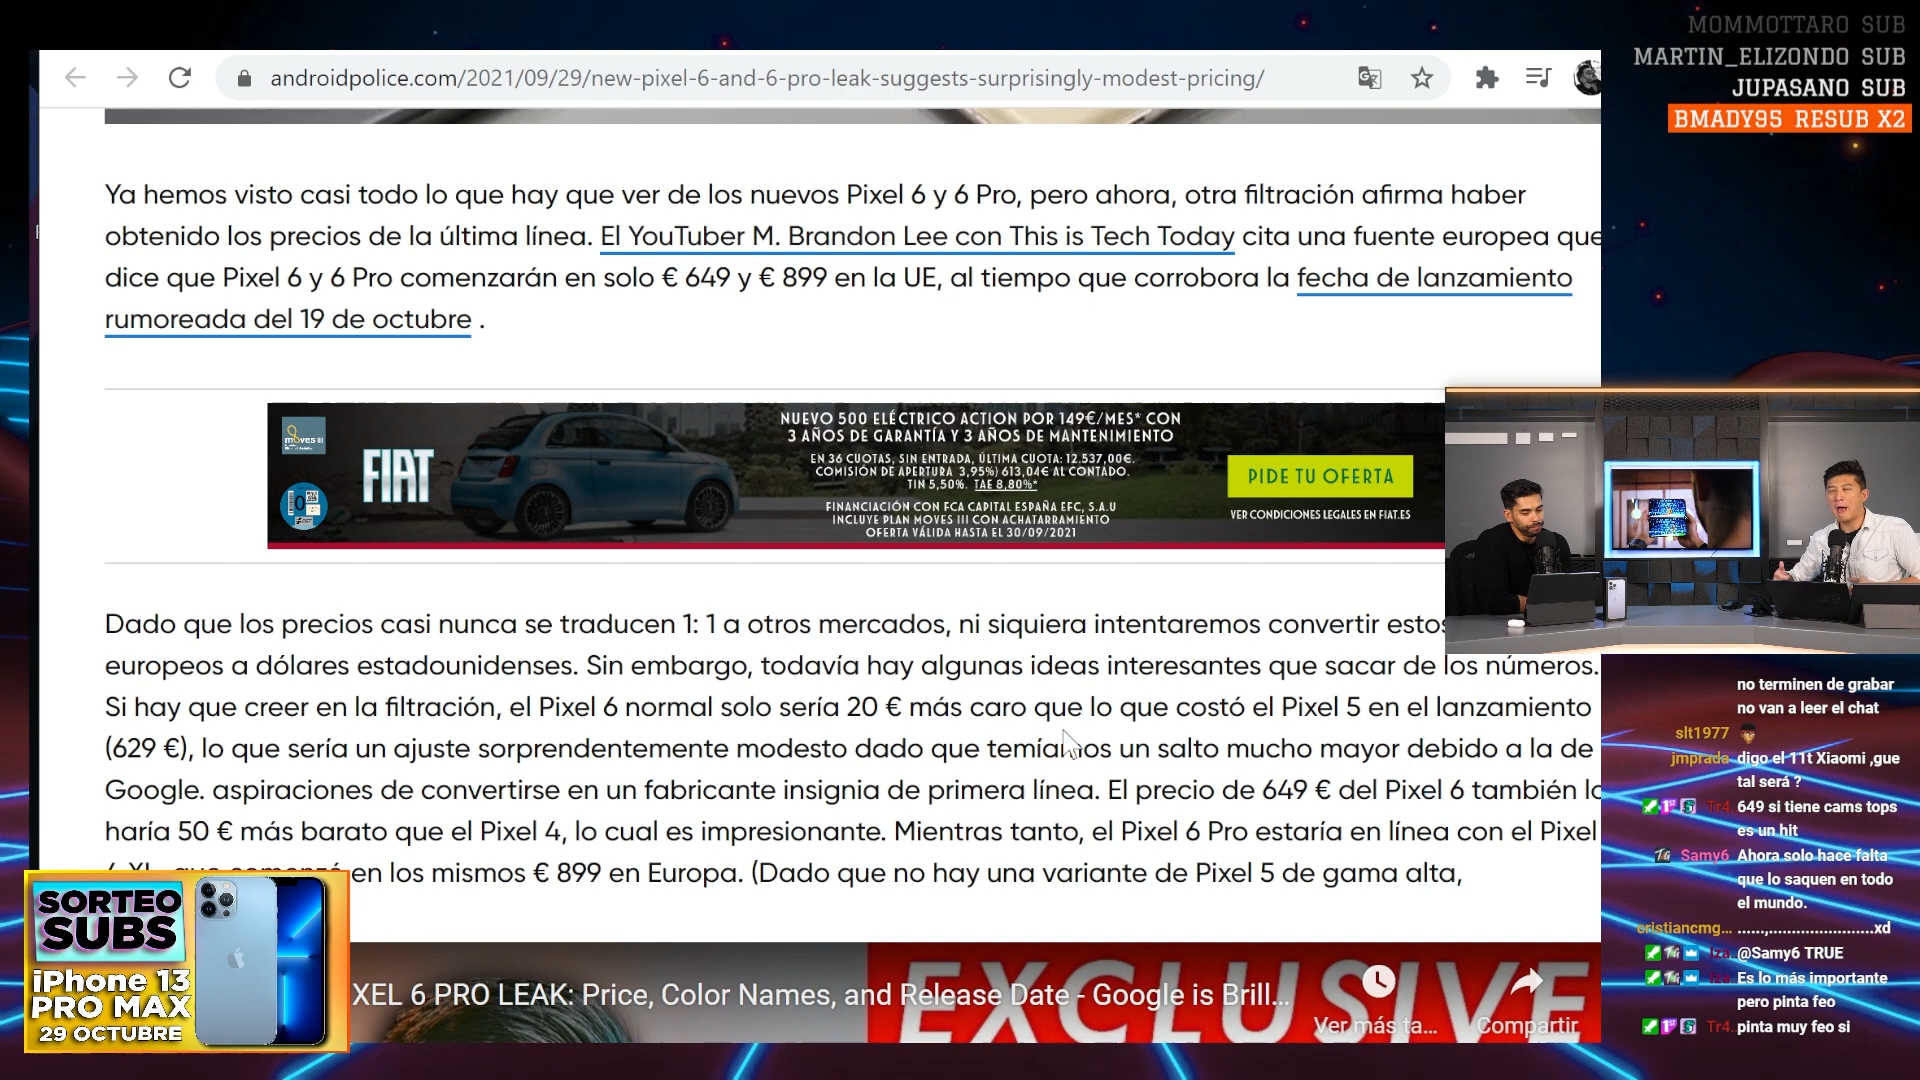 MOMMOTTARO SUB
MARTIN_ELIZONDO SUB
JUPASANO SUB
BMADY95 RESUB X2
androidpolice.com/2021/09/29/new-pixel-6-and-6-pro-leak-suggests-surprisingly-modest-pricing/
Ya hemos visto casi todo lo que hay que ver de los nuevos Pixel 6 y 6 Pro, pero ahora, otra filtración afirma haber
obtenido los precios de la última línea. El YouTuber M. Brandon Lee con This is Tech Today cita una fuente europea que
dice que Pixel 6 y 6 Pro comenzarán en solo € 649 y € 899 en la UE, al tiempo que corrobora la fecha de lanzamiento
rumoreada del 19 de octubre .
moves III
FIAT
NUEVO 500 ELÉCTRICO ACTION POR 149€/MES* CON
3 AÑOS DE GARANTÍA Y 3 AÑOS DE MANTENIMIENTO
EN 36 CUOTAS, SIN ENTRADA, ÚLTIMA CUOTA: 12.537,00€.
COMISIÓN DE APERTURA 3,95%) 613,04€ AL CONTADO.
TIN 5,50%. TAE 8,80%*
FINANCIACIÓN CON FCA CAPITAL ESPAÑA EFC, S.A.U
INCLUYE PLAN MOVES III CON ACHATARRAMIENTO
OFERTA VÁLIDA HASTA EL 30/09/2021
PIDE TU OFERTA
VER CONDICIONES LEGALES EN FIAT.ES
Dado que los precios casi nunca se traducen 1: 1 a otros mercados, ni siquiera intentaremos convertir estos
europeos a dólares estadounidenses. Sin embargo, todavía hay algunas ideas interesantes que sacar de los números.
Si hay que creer en la filtración, el Pixel 6 normal solo sería 20 € más caro que lo que costó el Pixel 5 en el lanzamiento
(629 €), lo que sería un ajuste sorprendentemente modesto dado que temíamos un salto mucho mayor debido a la de
Google. aspiraciones de convertirse en un fabricante insignia de primera línea. El precio de 649 € del Pixel 6 también lo
haría 50 € más barato que el Pixel 4, lo cual es impresionante. Mientras tanto, el Pixel 6 Pro estaría en línea con el Pixel
en los mismos € 899 en Europa. (Dado que no hay una variante de Pixel 5 de gama alta,
XEL 6 PRO LEAK: Price, Color Names, and Release Date - Google is Brill...
EXCLUSIVE
Ver más ta...
Compartir
SORTEO
SUBS
iPhone 13
PRO MAX
29 OCTUBRE
no terminen de grabar
no van a leer el chat
slt1977
jmprada digo el 11t Xiaomi ,gue
tal será ?
Tr4. 649 si tiene cams tops
es un hit
Samy6 Ahora solo hace falta
que lo saquen en todo
el mundo.
cristiancmg... ......,.......................xd
@Samy6 TRUE
Es lo más importante
pero pinta feo
Tr4. pinta muy feo si